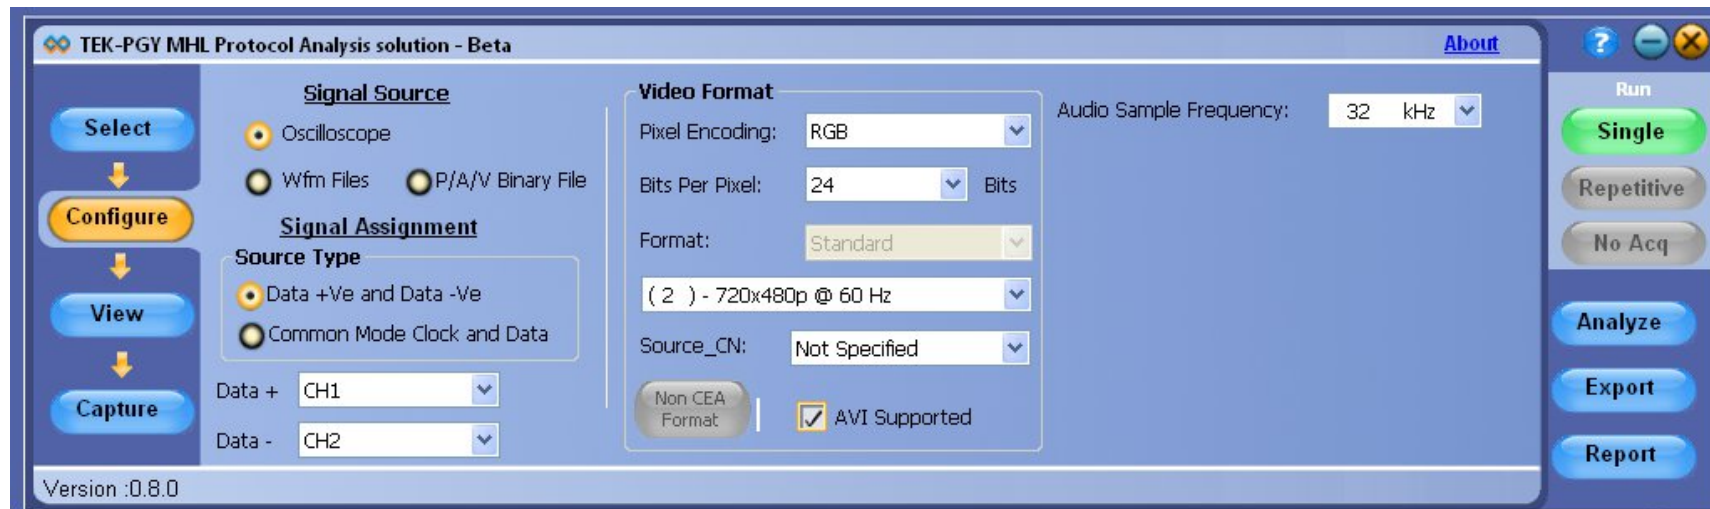 TEK-PGY MHL Protocol Analysis solution - Beta
About
Select
Configure
View
Capture
Signal Source
Oscilloscope
Wfm Files P/A/V Binary File
Signal Assignment
Source Type
Data +Ve and Data -Ve
Common Mode Clock and Data
Data + CH1
Data - CH2
Video Format
Pixel Encoding: RGB
Bits Per Pixel: 24 Bits
Format: Standard
( 2 ) - 720x480p @ 60 Hz
Source_CN: Not Specified
Non CEA
Format
AVI Supported
Audio Sample Frequency: 32 kHz
?
Run
Single
Repetitive
No Acq
Analyze
Export
Report
Version :0.8.0